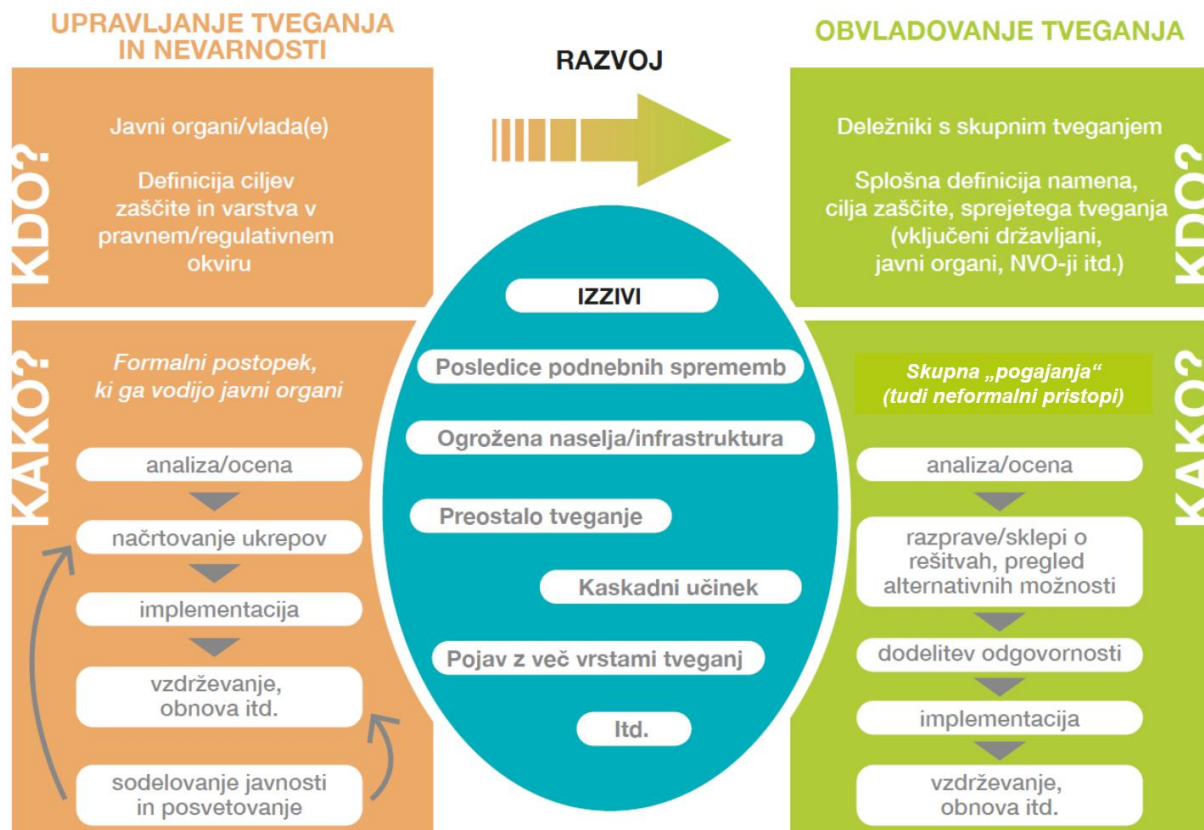 UPRAVLJANJE TVEGANJA
IN NEVARNOSTI
KDO?
Javni organi/vlada(e)
Definicija ciljev
zaščite in varstva v
pravnem/regulativnem
okviru
KAKO?
Formalni postopek,
ki ga vodijo javni organi
analiza/ocena
načrtovanje ukrepov
implementacija
vzdrževanje,
obnova itd.
sodelovanje javnosti
in posvetovanje
RAZVOJ
IZZIVI
Posledice podnebnih sprememb
Ogrožena naselja/infrastruktura
Preostalo tveganje
Kaskadni učinek
Pojav z več vrstami tveganj
Itd.
OBVLADOVANJE TVEGANJA
KDO?
Deležniki s skupnim tveganjem
Splošna definicija namena,
cilja zaščite, sprejetega tveganja
(vključeni državljani,
javni organi, NVO-ji itd.)
KAKO?
Skupna „pogajanja“
(tudi neformalni pristopi)
analiza/ocena
razprave/sklepi o
rešitvah, pregled
alternativnih možnosti
dodelitev odgovornosti
implementacija
vzdrževanje,
obnova itd.